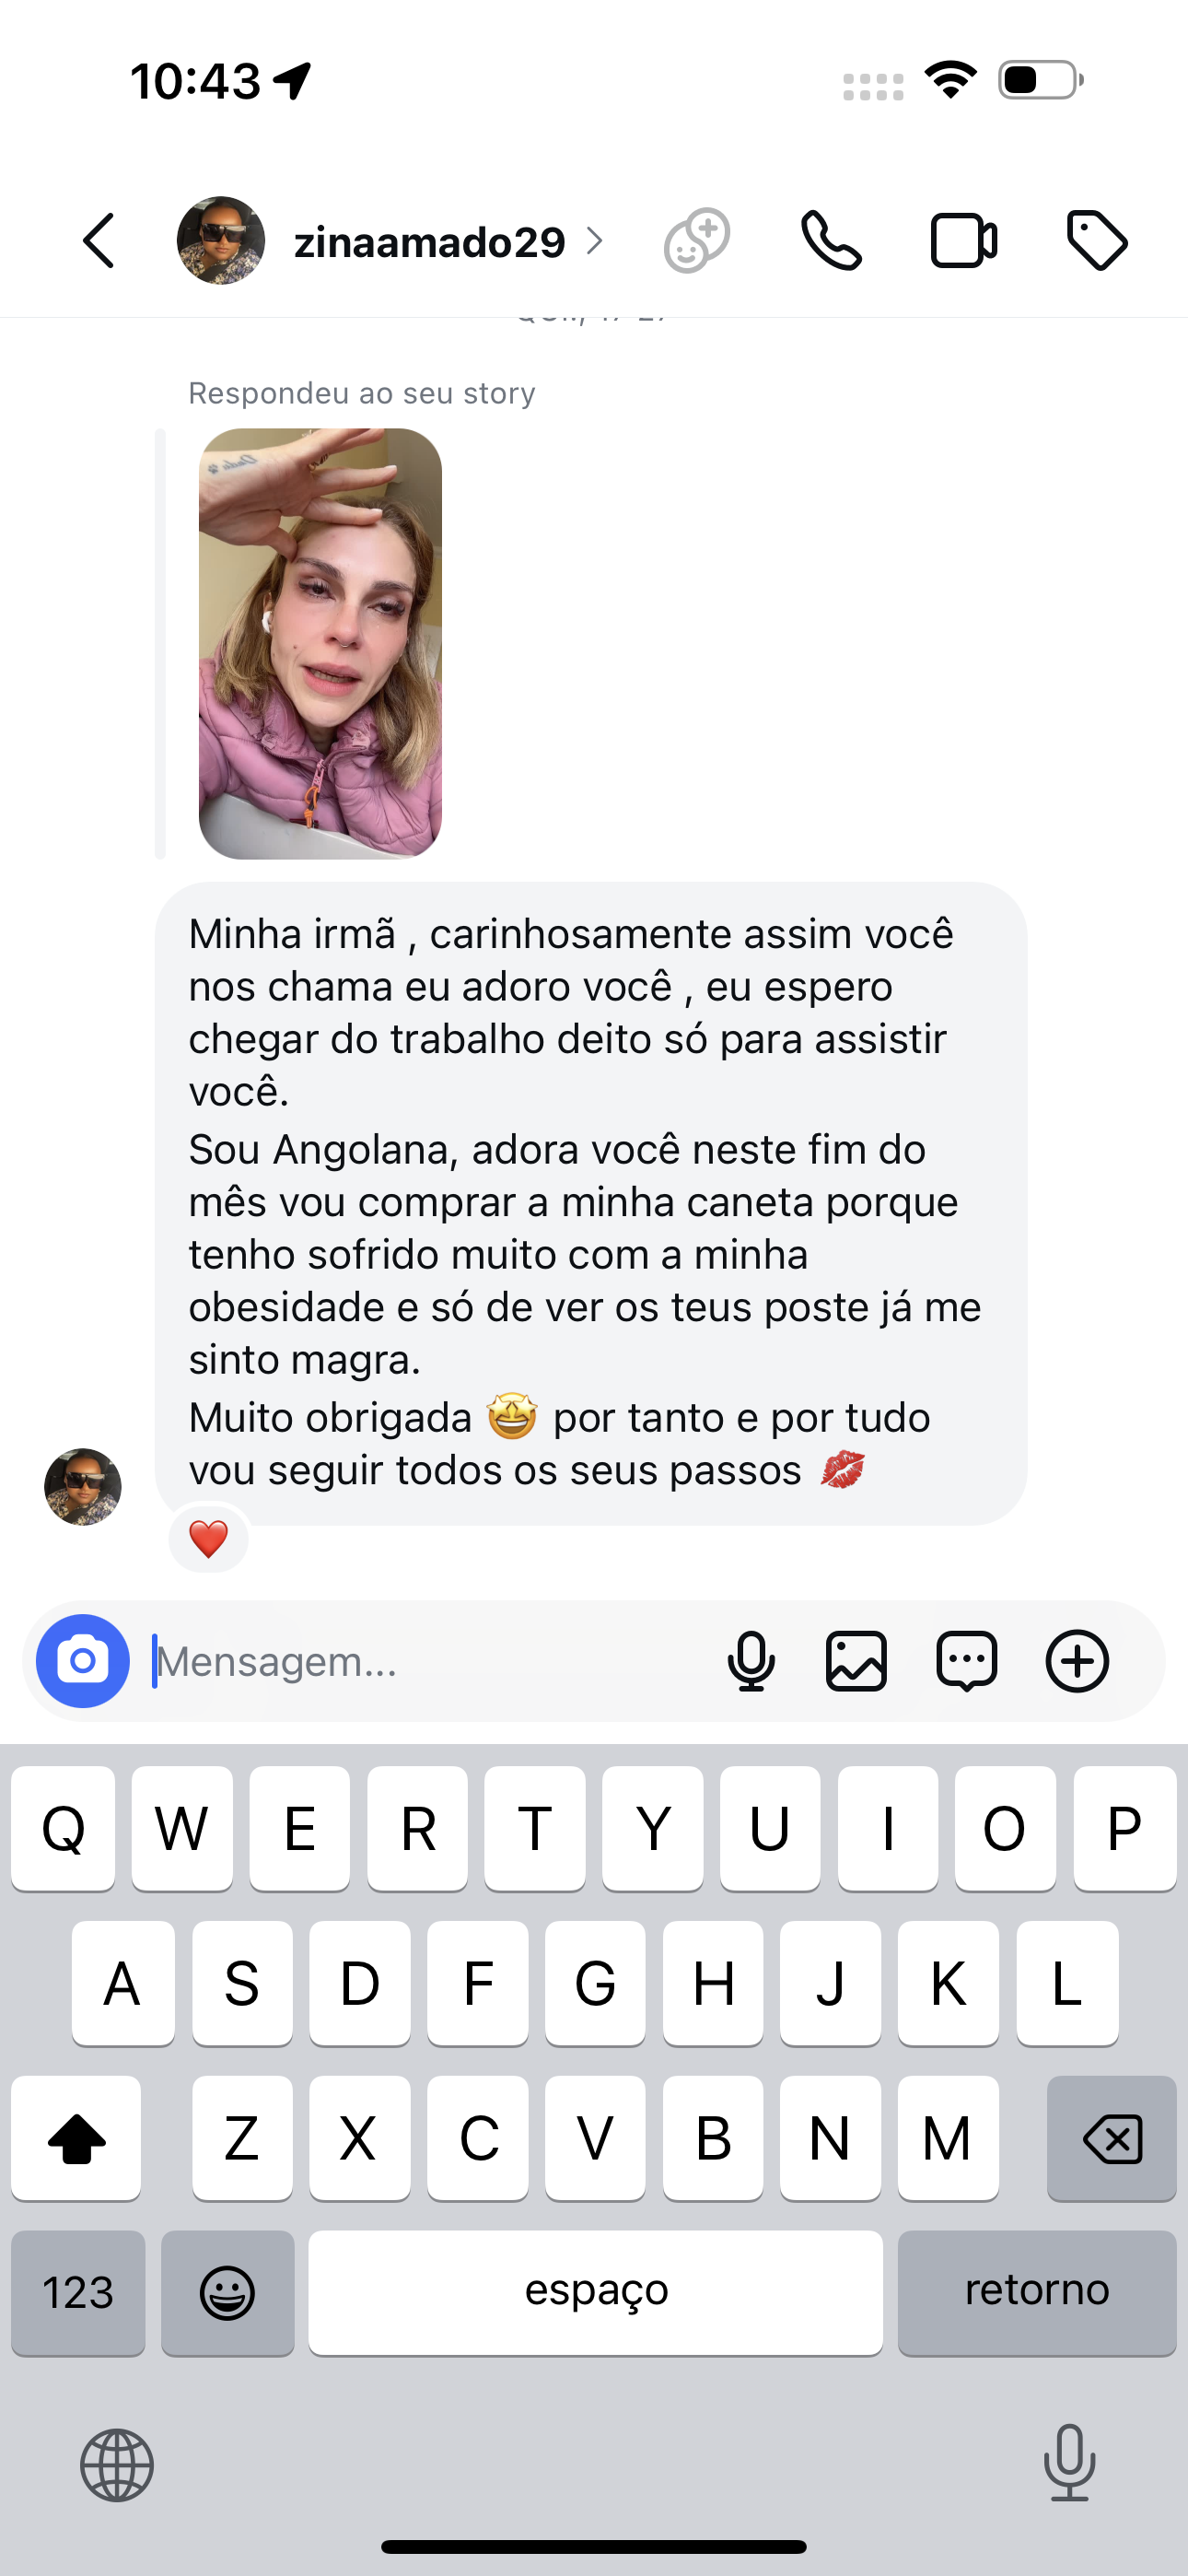 10:43
zinaamado29
Respondeu ao seu story
Minha irmã , carinhosamente assim você
nos chama eu adoro você , eu espero
chegar do trabalho deito só para assistir
você.
Sou Angolana, adora você neste fim do
mês vou comprar a minha caneta porque
tenho sofrido muito com a minha
obesidade e só de ver os teus poste já me
sinto magra.
Muito obrigada 🤩 por tanto e por tudo
vou seguir todos os seus passos 💋
❤️
Mensagem...
Q W E R T Y U I O P
A S D F G H J K L
Z X C V B N M
123 espaço retorno